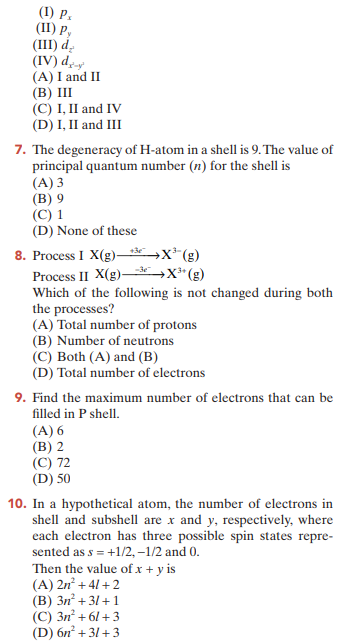 (I) pₓ
(II) pᵧ
(III) d_z²
(IV) d_x²-y²
(A) I and II
(B) III
(C) I, II and IV
(D) I, II and III
7. The degeneracy of H-atom in a shell is 9. The value of
principal quantum number (n) for the shell is
(A) 3
(B) 9
(C) 1
(D) None of these
8. Process I X(g) —+3e⁻→ X³⁻(g)
Process II X(g) —−3e⁻→ X³⁺(g)
Which of the following is not changed during both
the processes?
(A) Total number of protons
(B) Number of neutrons
(C) Both (A) and (B)
(D) Total number of electrons
9. Find the maximum number of electrons that can be
filled in P shell.
(A) 6
(B) 2
(C) 72
(D) 50
10. In a hypothetical atom, the number of electrons in
shell and subshell are x and y, respectively, where
each electron has three possible spin states repre-
sented as s = +1/2, −1/2 and 0.
Then the value of x + y is
(A) 2n² + 4l + 2
(B) 3n² + 3l + 1
(C) 3n² + 6l + 3
(D) 6n² + 3l + 3